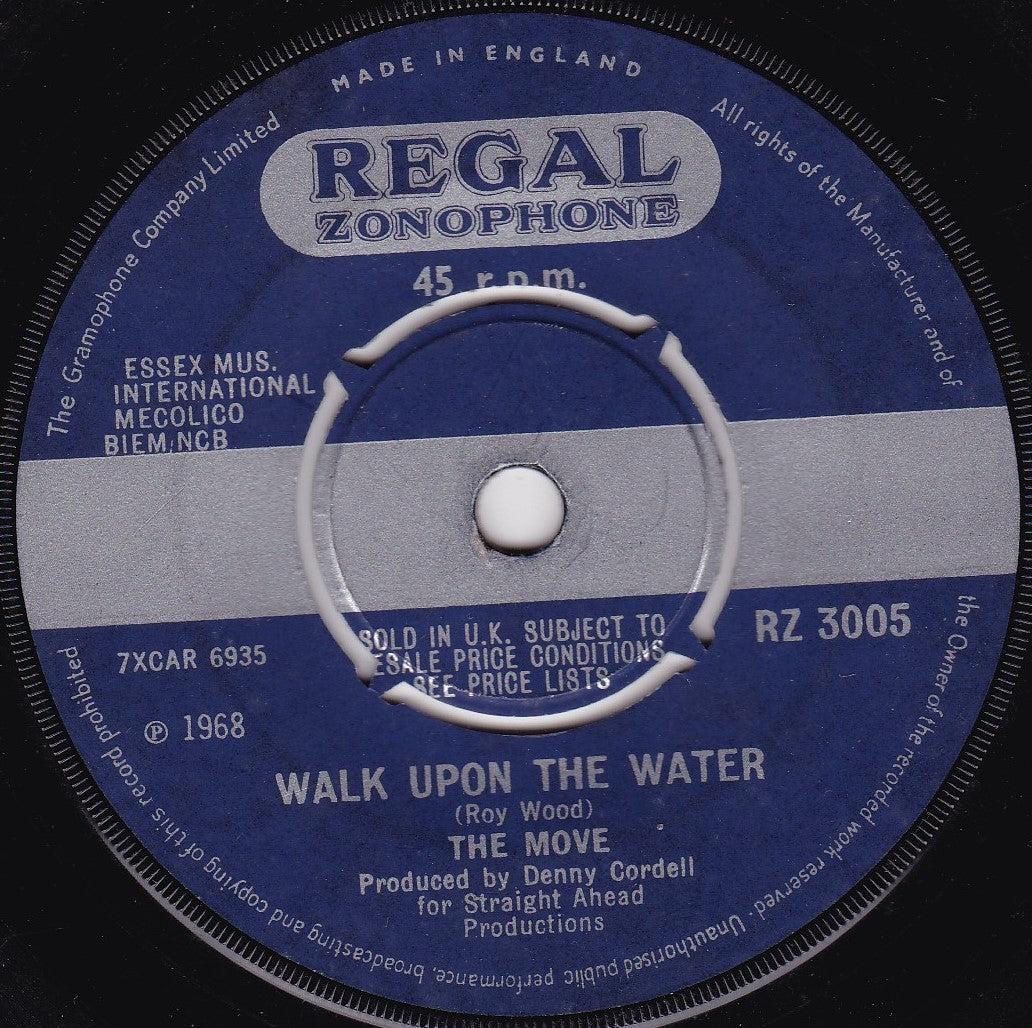 MADE IN ENGLAND
The Gramophone Company Limited
All rights of the Manufacturer and of
the Owner of the recorded work reserved · Unauthorised public performance, broadcasting and copying of this record prohibited
REGAL
ZONOPHONE
45 r.p.m.
ESSEX MUS.
INTERNATIONAL
MECOLICO
BIEM/NCB
SOLD IN U.K. SUBJECT TO
ESALE PRICE CONDITIONS
SEE PRICE LISTS
RZ 3005
7XCAR 6935
℗ 1968
WALK UPON THE WATER
(Roy Wood)
THE MOVE
Produced by Denny Cordell
for Straight Ahead
Productions